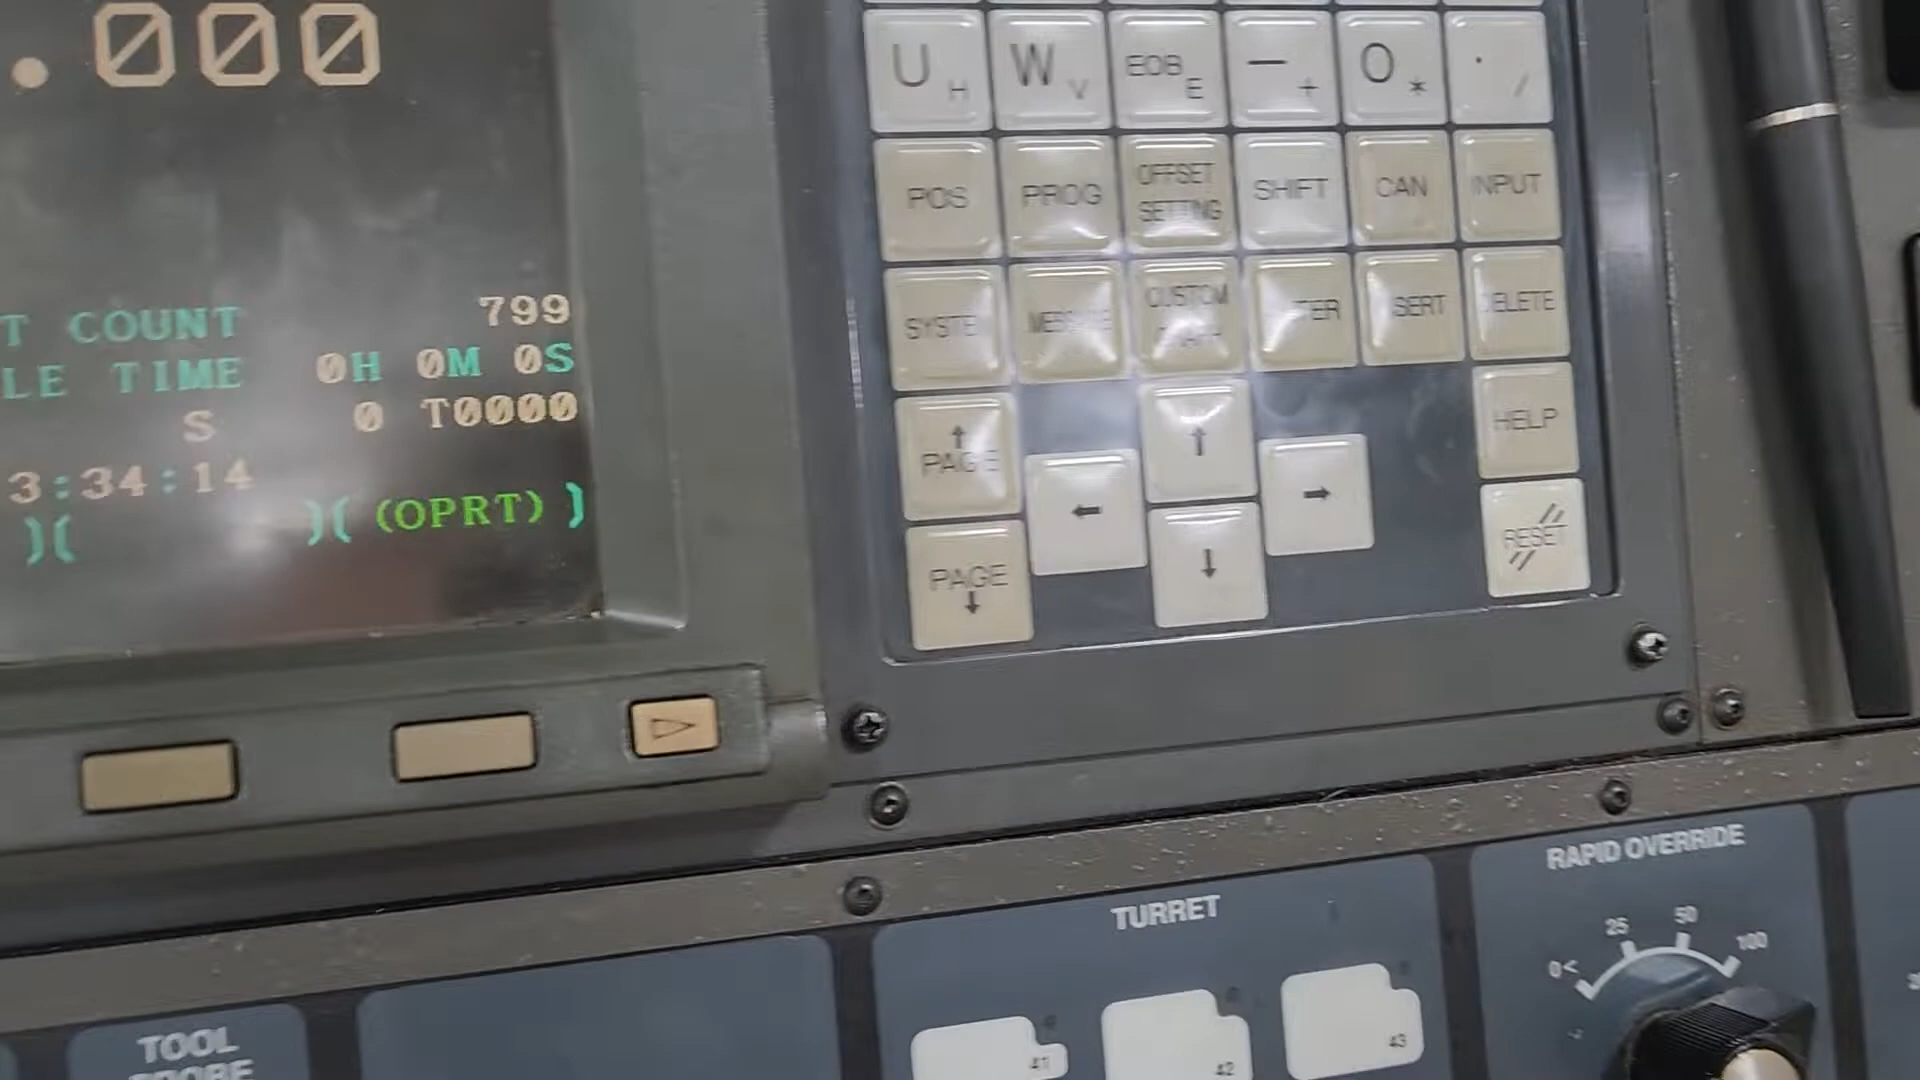 .000
T COUNT 799
LE TIME 0H 0M 0S
S 0 T0000
3:34:14
)( )( (OPRT) )
U H W V EOB E — + O * . /
POS PROG OFFSET SETTING SHIFT CAN INPUT
SYSTE MESSAGE CUSTOM SERT DELETE
↑ PAGE ↑ HELP
← →
PAGE ↓ ↓ RESET
TURRET
41 42 43
RAPID OVERRIDE
0< 25 50 100
TOOL
PROBE